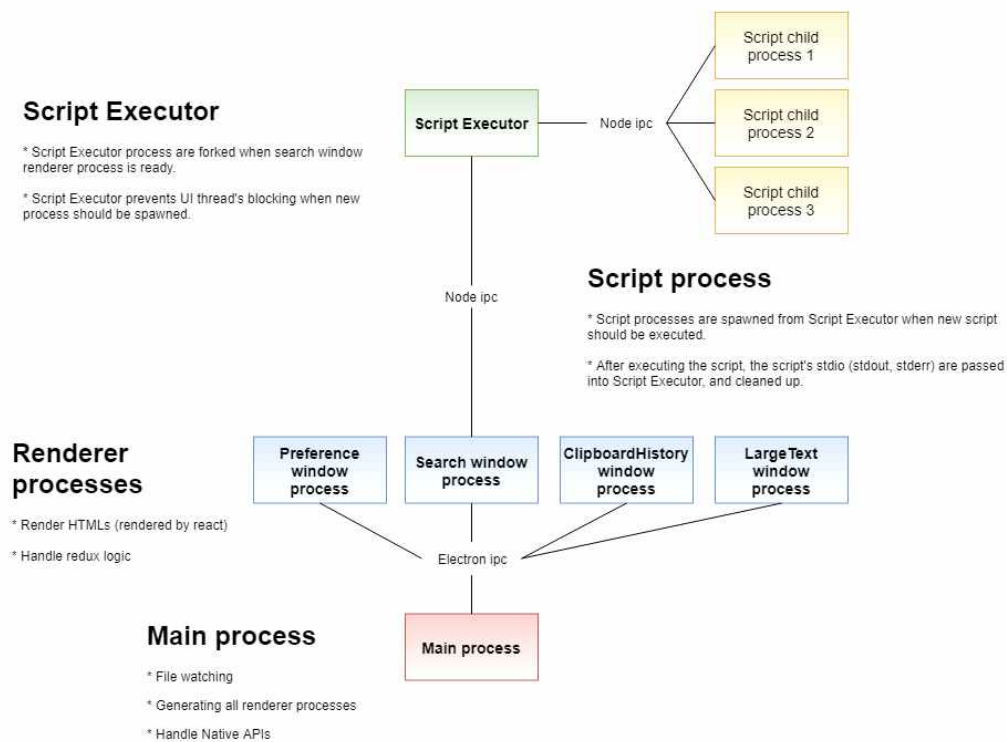 Script child
process 1
Script Executor
Script Executor
Node ipc
Script child
process 2
* Script Executor process are forked when search window
renderer process is ready.
* Script Executor prevents UI thread's blocking when new
process should be spawned.
Script child
process 3
Node ipc
Script process
* Script processes are spawned from Script Executor when new script
should be executed.
* After executing the script, the script's stdio (stdout, stderr) are passed
into Script Executor, and cleaned up.
Renderer
processes
* Render HTMLs (rendered by react)
* Handle redux logic
Preference
window
process
Search window
process
ClipboardHistory
window
process
LargeText
window
process
Electron ipc
Main process
* File watching
* Generating all renderer processes
* Handle Native APIs
Main process